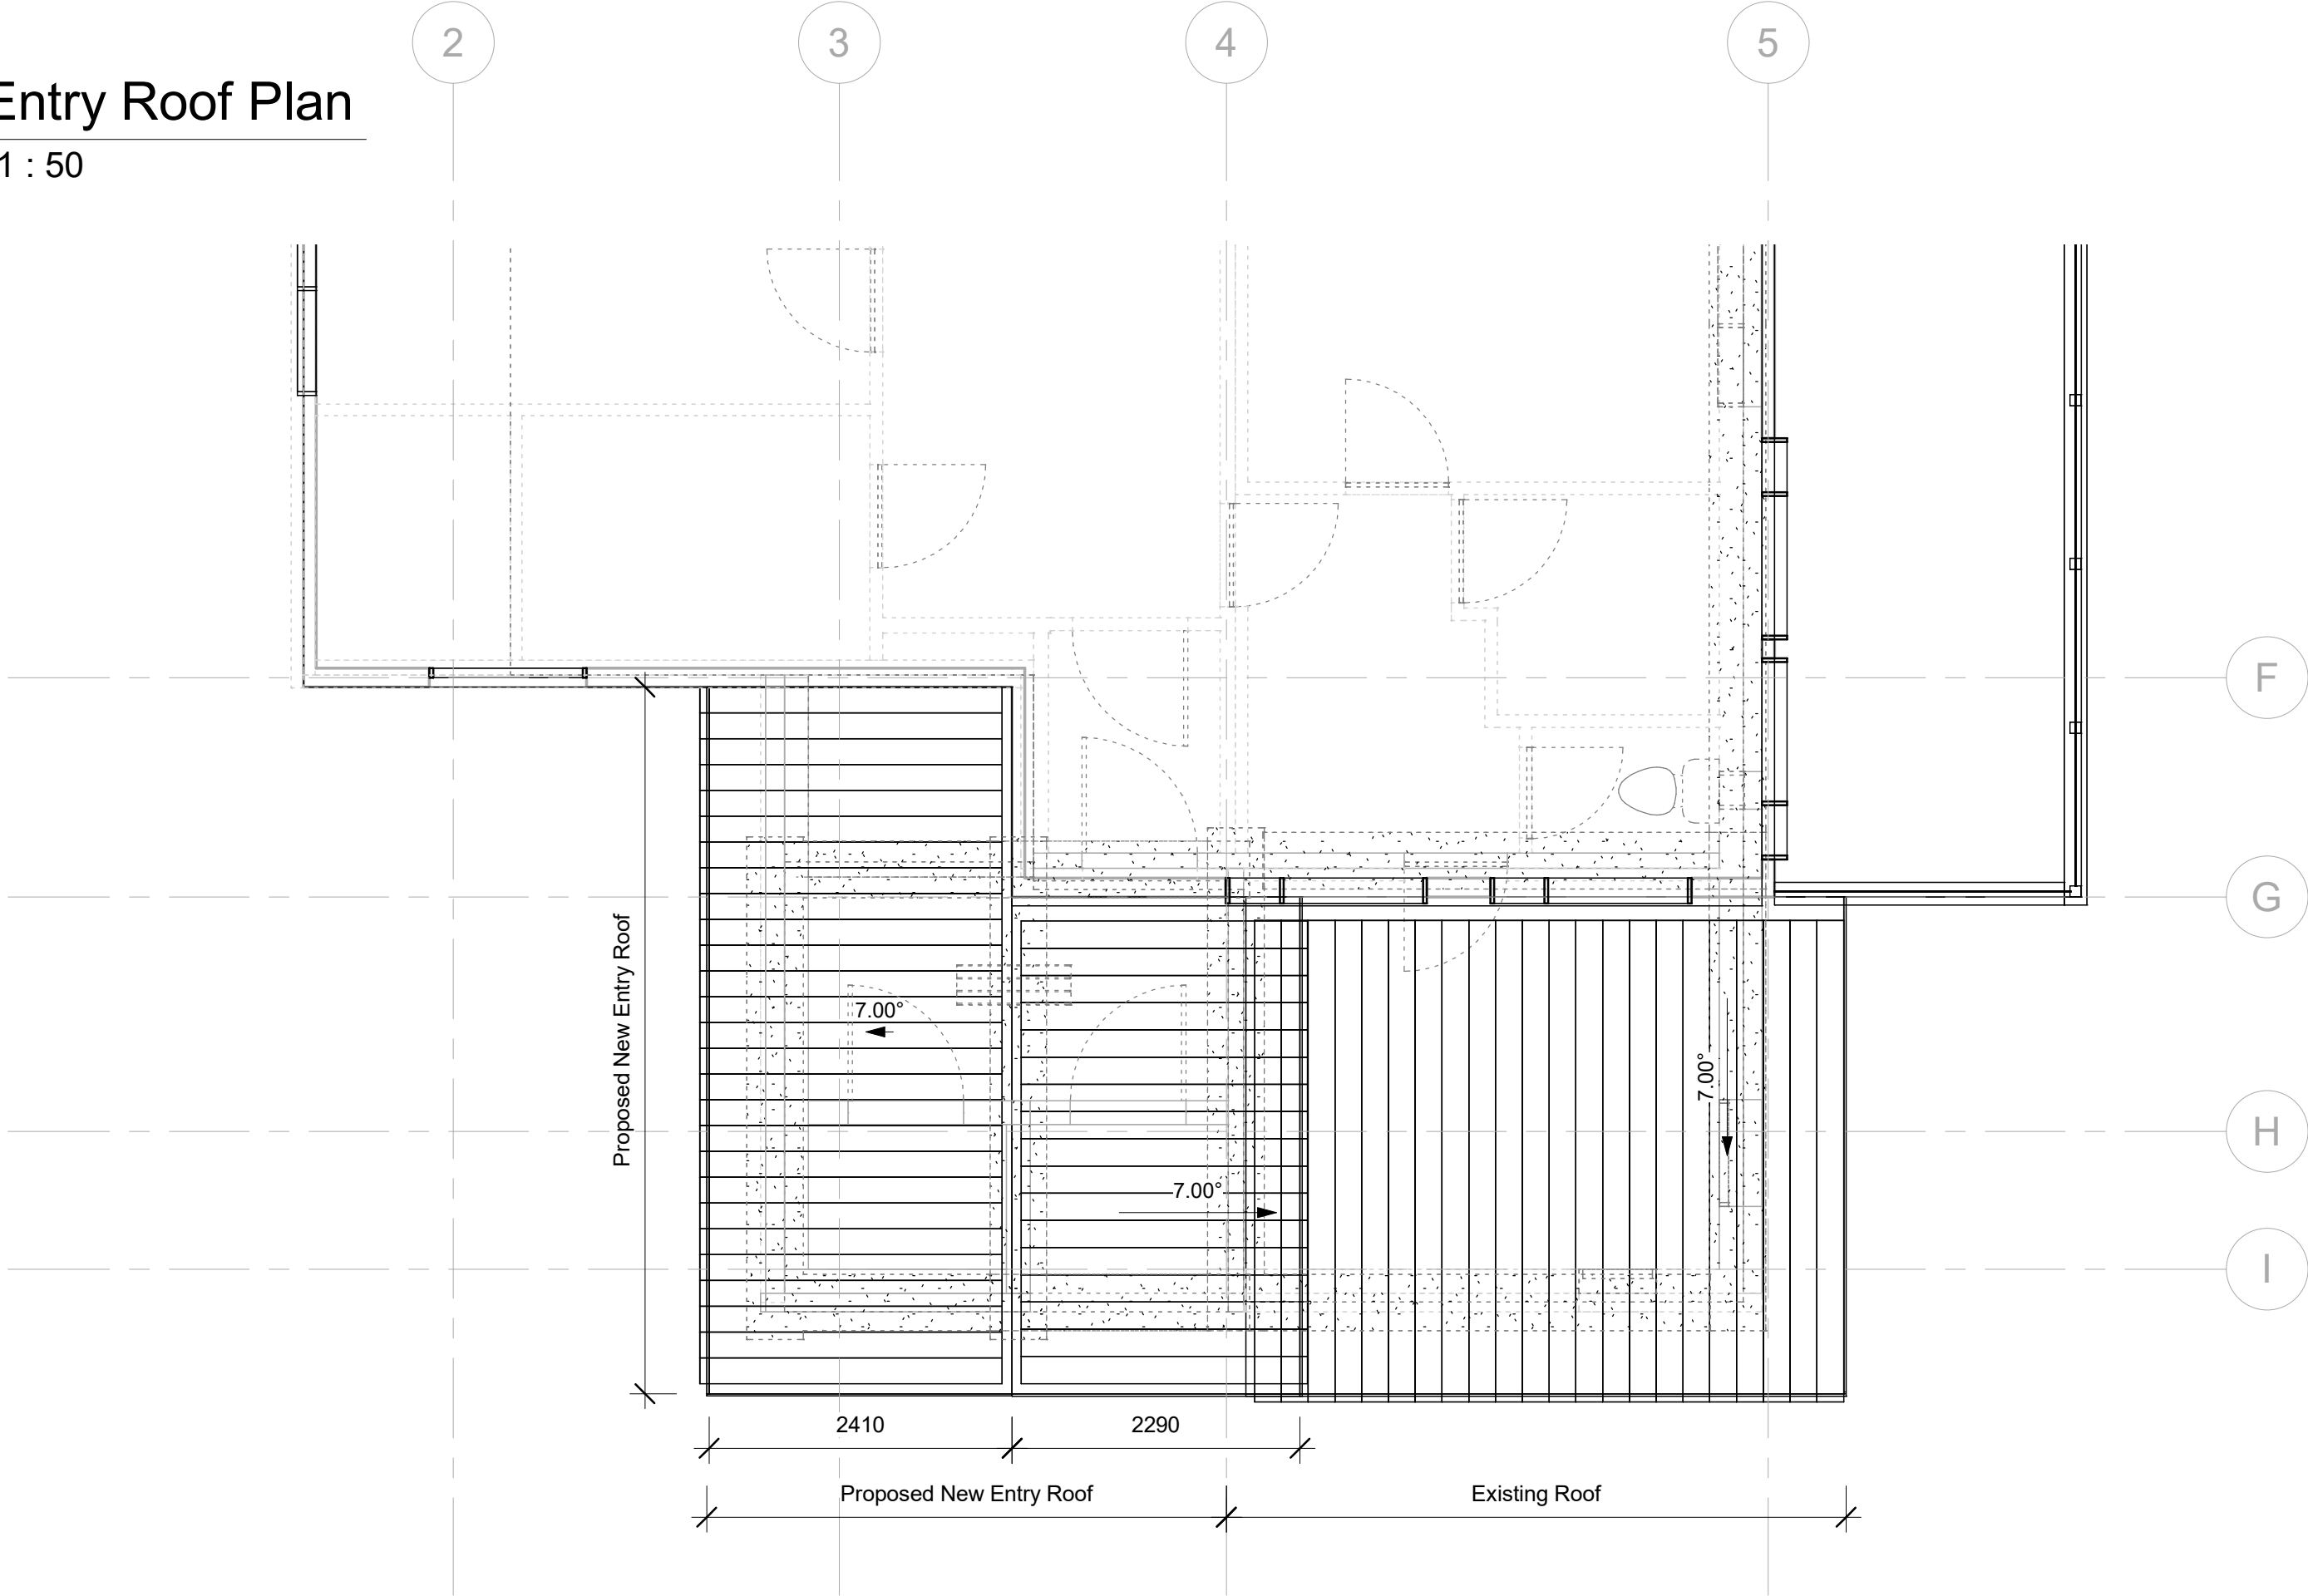 2
3
4
5
Entry Roof Plan
1 : 50
F
G
7.00°
Proposed New Entry Roof
7.00°
H
7.00°
I
2410
2290
Proposed New Entry Roof
Existing Roof